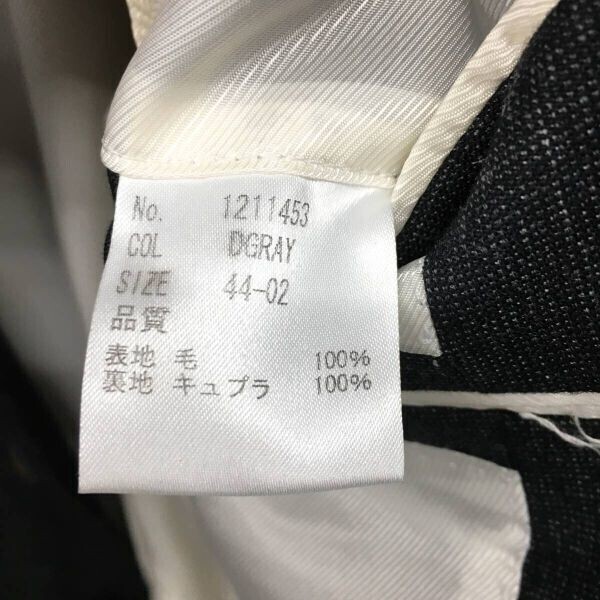 No. 1211453
COL DGRAY
SIZE 44-02
品質
表地 毛 100%
裏地 キュプラ 100%